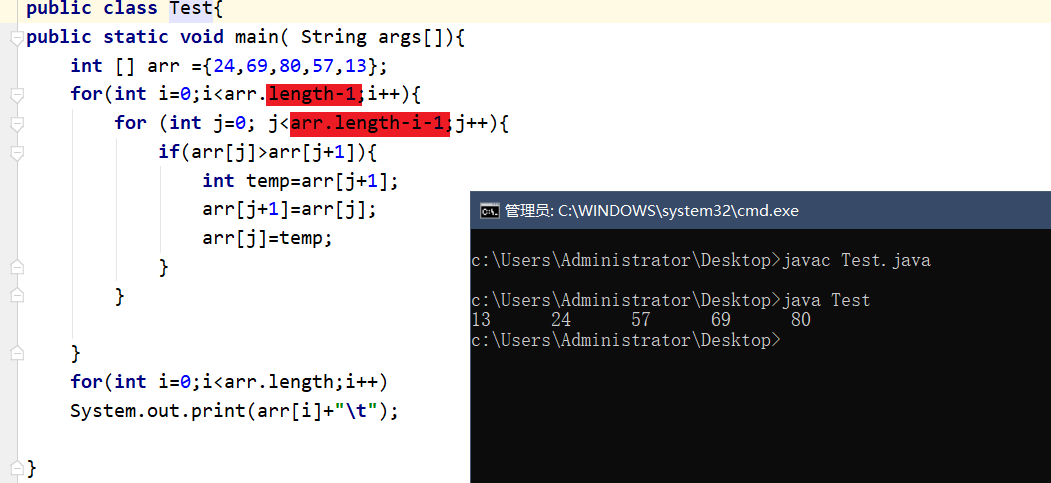 public class Test{
public static void main( String args[]){
int [] arr ={24,69,80,57,13};
for(int i=0;i<arr.length-1;i++){
for (int j=0; j<arr.length-i-1;j++){
if(arr[j]>arr[j+1]){
int temp=arr[j+1];
arr[j+1]=arr[j];
arr[j]=temp;
}
}
}
for(int i=0;i<arr.length;i++)
System.out.print(arr[i]+"\t");
}
管理员: C:\WINDOWS\system32\cmd.exe
c:\Users\Administrator\Desktop>javac Test.java
c:\Users\Administrator\Desktop>java Test
13 24 57 69 80
c:\Users\Administrator\Desktop>